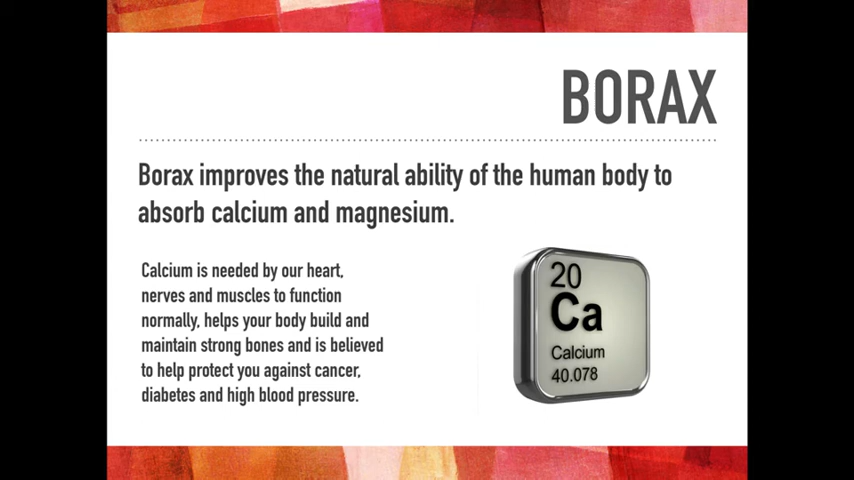 BORAX
Borax improves the natural ability of the human body to
absorb calcium and magnesium.
Calcium is needed by our heart,
nerves and muscles to function
normally, helps your body build and
maintain strong bones and is believed
to help protect you against cancer,
diabetes and high blood pressure.
20
Ca
Calcium
40.078